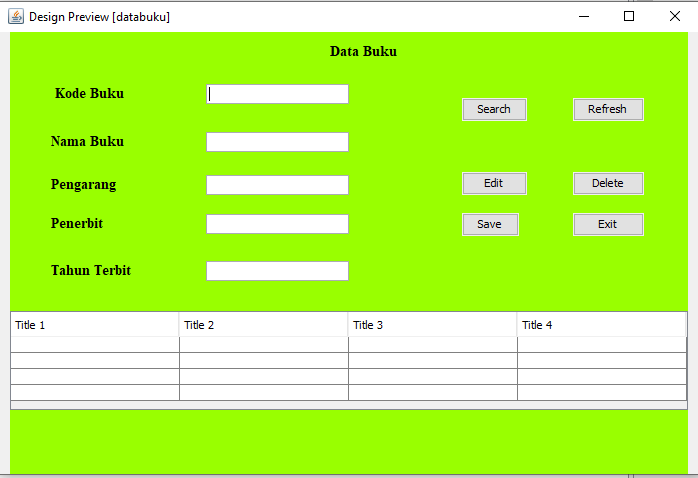 Design Preview [databuku]
Data Buku
Kode Buku
Search Refresh
Nama Buku
Pengarang Edit Delete
Penerbit Save Exit
Tahun Terbit
Title 1 Title 2 Title 3 Title 4